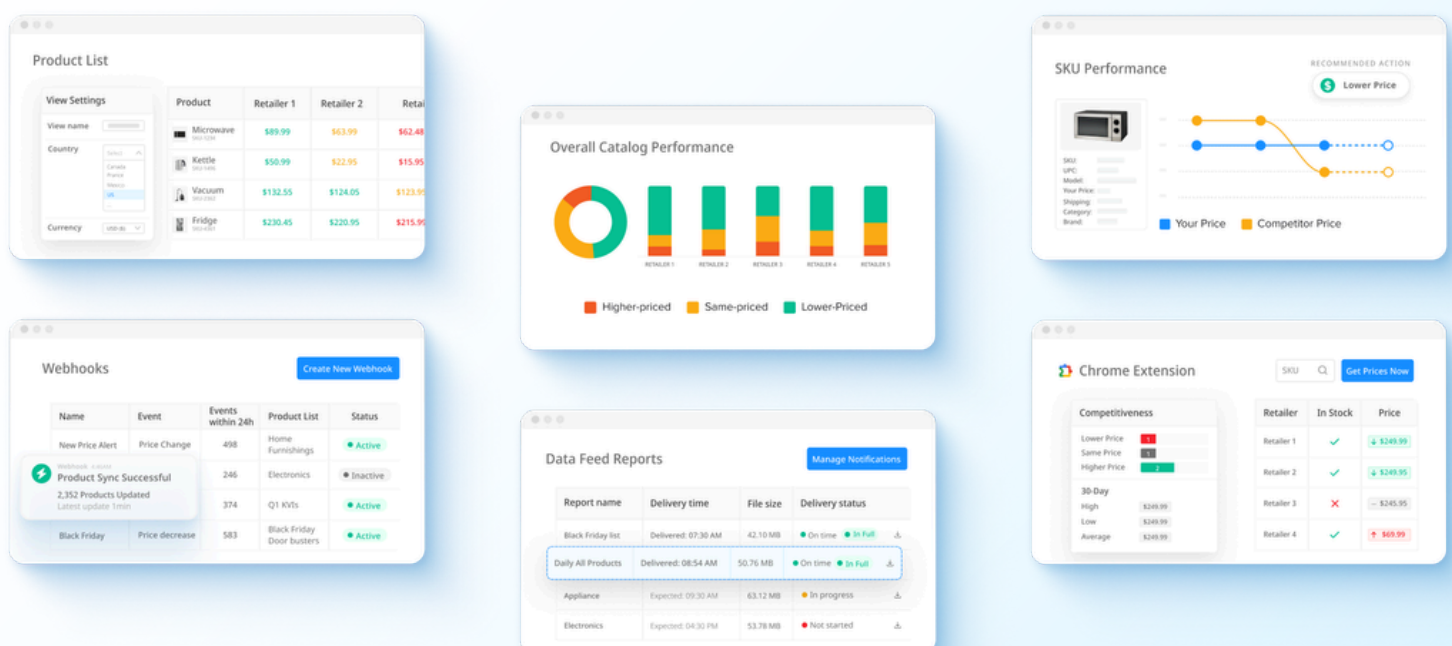 Product List
View Settings
View name
Country
Select
Canada
France
Mexico
US
Currency
USD ($)
Product Retailer 1 Retailer 2 Retai
Microwave $89.99 $63.99 $62.48
Kettle $50.99 $22.95 $15.95
Vacuum $132.55 $124.05 $123.95
Fridge $230.45 $220.95 $215.99
Webhooks
Create New Webhook
Name Event Events within 24h Product List Status
New Price Alert Price Change 498 Home Furnishings Active
246 Electronics Inactive
374 Q1 KVIs Active
Black Friday Price decrease 583 Black Friday Door busters Active
Webhook
Product Sync Successful
2,352 Products Updated
Latest update 1min
Overall Catalog Performance
RETAILER 1 RETAILER 2 RETAILER 3 RETAILER 4 RETAILER 5
Higher-priced Same-priced Lower-Priced
Data Feed Reports
Manage Notifications
Report name Delivery time File size Delivery status
Black Friday list Delivered: 07:30 AM 42.10 MB On time In Full
Daily All Products Delivered: 08:54 AM 50.76 MB On time In Full
Appliance Expected: 09:30 AM 63.12 MB In progress
Electronics Expected: 04:30 PM 53.78 MB Not started
SKU Performance
RECOMMENDED ACTION
$ Lower Price
SKU:
UPC:
Model:
Your Price:
Shipping:
Category:
Brand:
Your Price Competitor Price
Chrome Extension
SKU
Get Prices Now
Competitiveness
Lower Price 1
Same Price 1
Higher Price 2
30-Day
High $249.99
Low $249.99
Average $249.99
Retailer In Stock Price
Retailer 1 $249.99
Retailer 2 $249.95
Retailer 3 $245.95
Retailer 4 $69.99